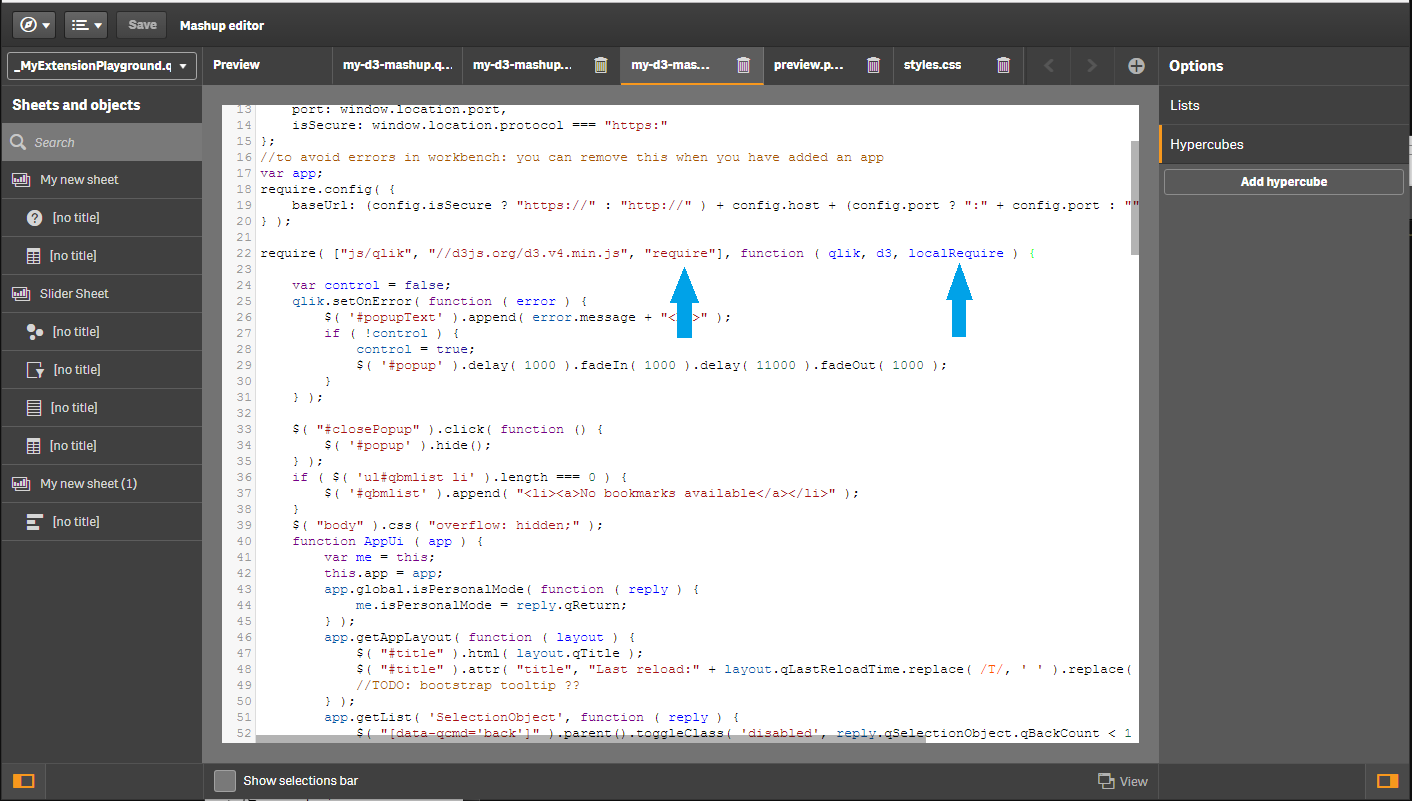 Save
Mashup editor
_MyExtensionPlayground.q
Preview
my-d3-mashup.q...
my-d3-mashup...
my-d3-mas...
preview.p...
styles.css
Options
Sheets and objects
Search
My new sheet
[no title]
[no title]
Slider Sheet
[no title]
[no title]
[no title]
[no title]
My new sheet (1)
[no title]
13 port: window.location.port,
14 isSecure: window.location.protocol === "https:"
15 };
16 //to avoid errors in workbench: you can remove this when you have added an app
17 var app;
18 require.config( {
19 baseUrl: (config.isSecure ? "https://" : "http://" ) + config.host + (config.port ? ":" + config.port : ""
20 } );
21
22 require( ["js/qlik", "//d3js.org/d3.v4.min.js", "require"], function ( qlik, d3, localRequire ) {
23
24 var control = false;
25 qlik.setOnError( function ( error ) {
26 $( '#popupText' ).append( error.message + "< >" );
27 if ( !control ) {
28 control = true;
29 $( '#popup' ).delay( 1000 ).fadeIn( 1000 ).delay( 11000 ).fadeOut( 1000 );
30 }
31 } );
32
33 $( "#closePopup" ).click( function () {
34 $( '#popup' ).hide();
35 } );
36 if ( $( 'ul#qbmlist li' ).length === 0 ) {
37 $( '#qbmlist' ).append( "<li><a>No bookmarks available</a></li>" );
38 }
39 $( "body" ).css( "overflow: hidden;" );
40 function AppUi ( app ) {
41 var me = this;
42 this.app = app;
43 app.global.isPersonalMode( function ( reply ) {
44 me.isPersonalMode = reply.qReturn;
45 } );
46 app.getAppLayout( function ( layout ) {
47 $( "#title" ).html( layout.qTitle );
48 $( "#title" ).attr( "title", "Last reload:" + layout.qLastReloadTime.replace( /T/, ' ' ).replace(
49 //TODO: bootstrap tooltip ??
50 } );
51 app.getList( 'SelectionObject', function ( reply ) {
52 $( "[data-qcmd='back']" ).parent().toggleClass( 'disabled', reply.qSelectionObject.qBackCount < 1
Lists
Hypercubes
Add hypercube
Show selections bar
View